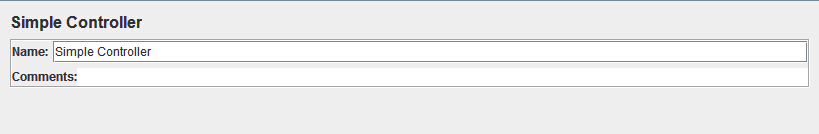 Simple Controller
Name: Simple Controller
Comments: